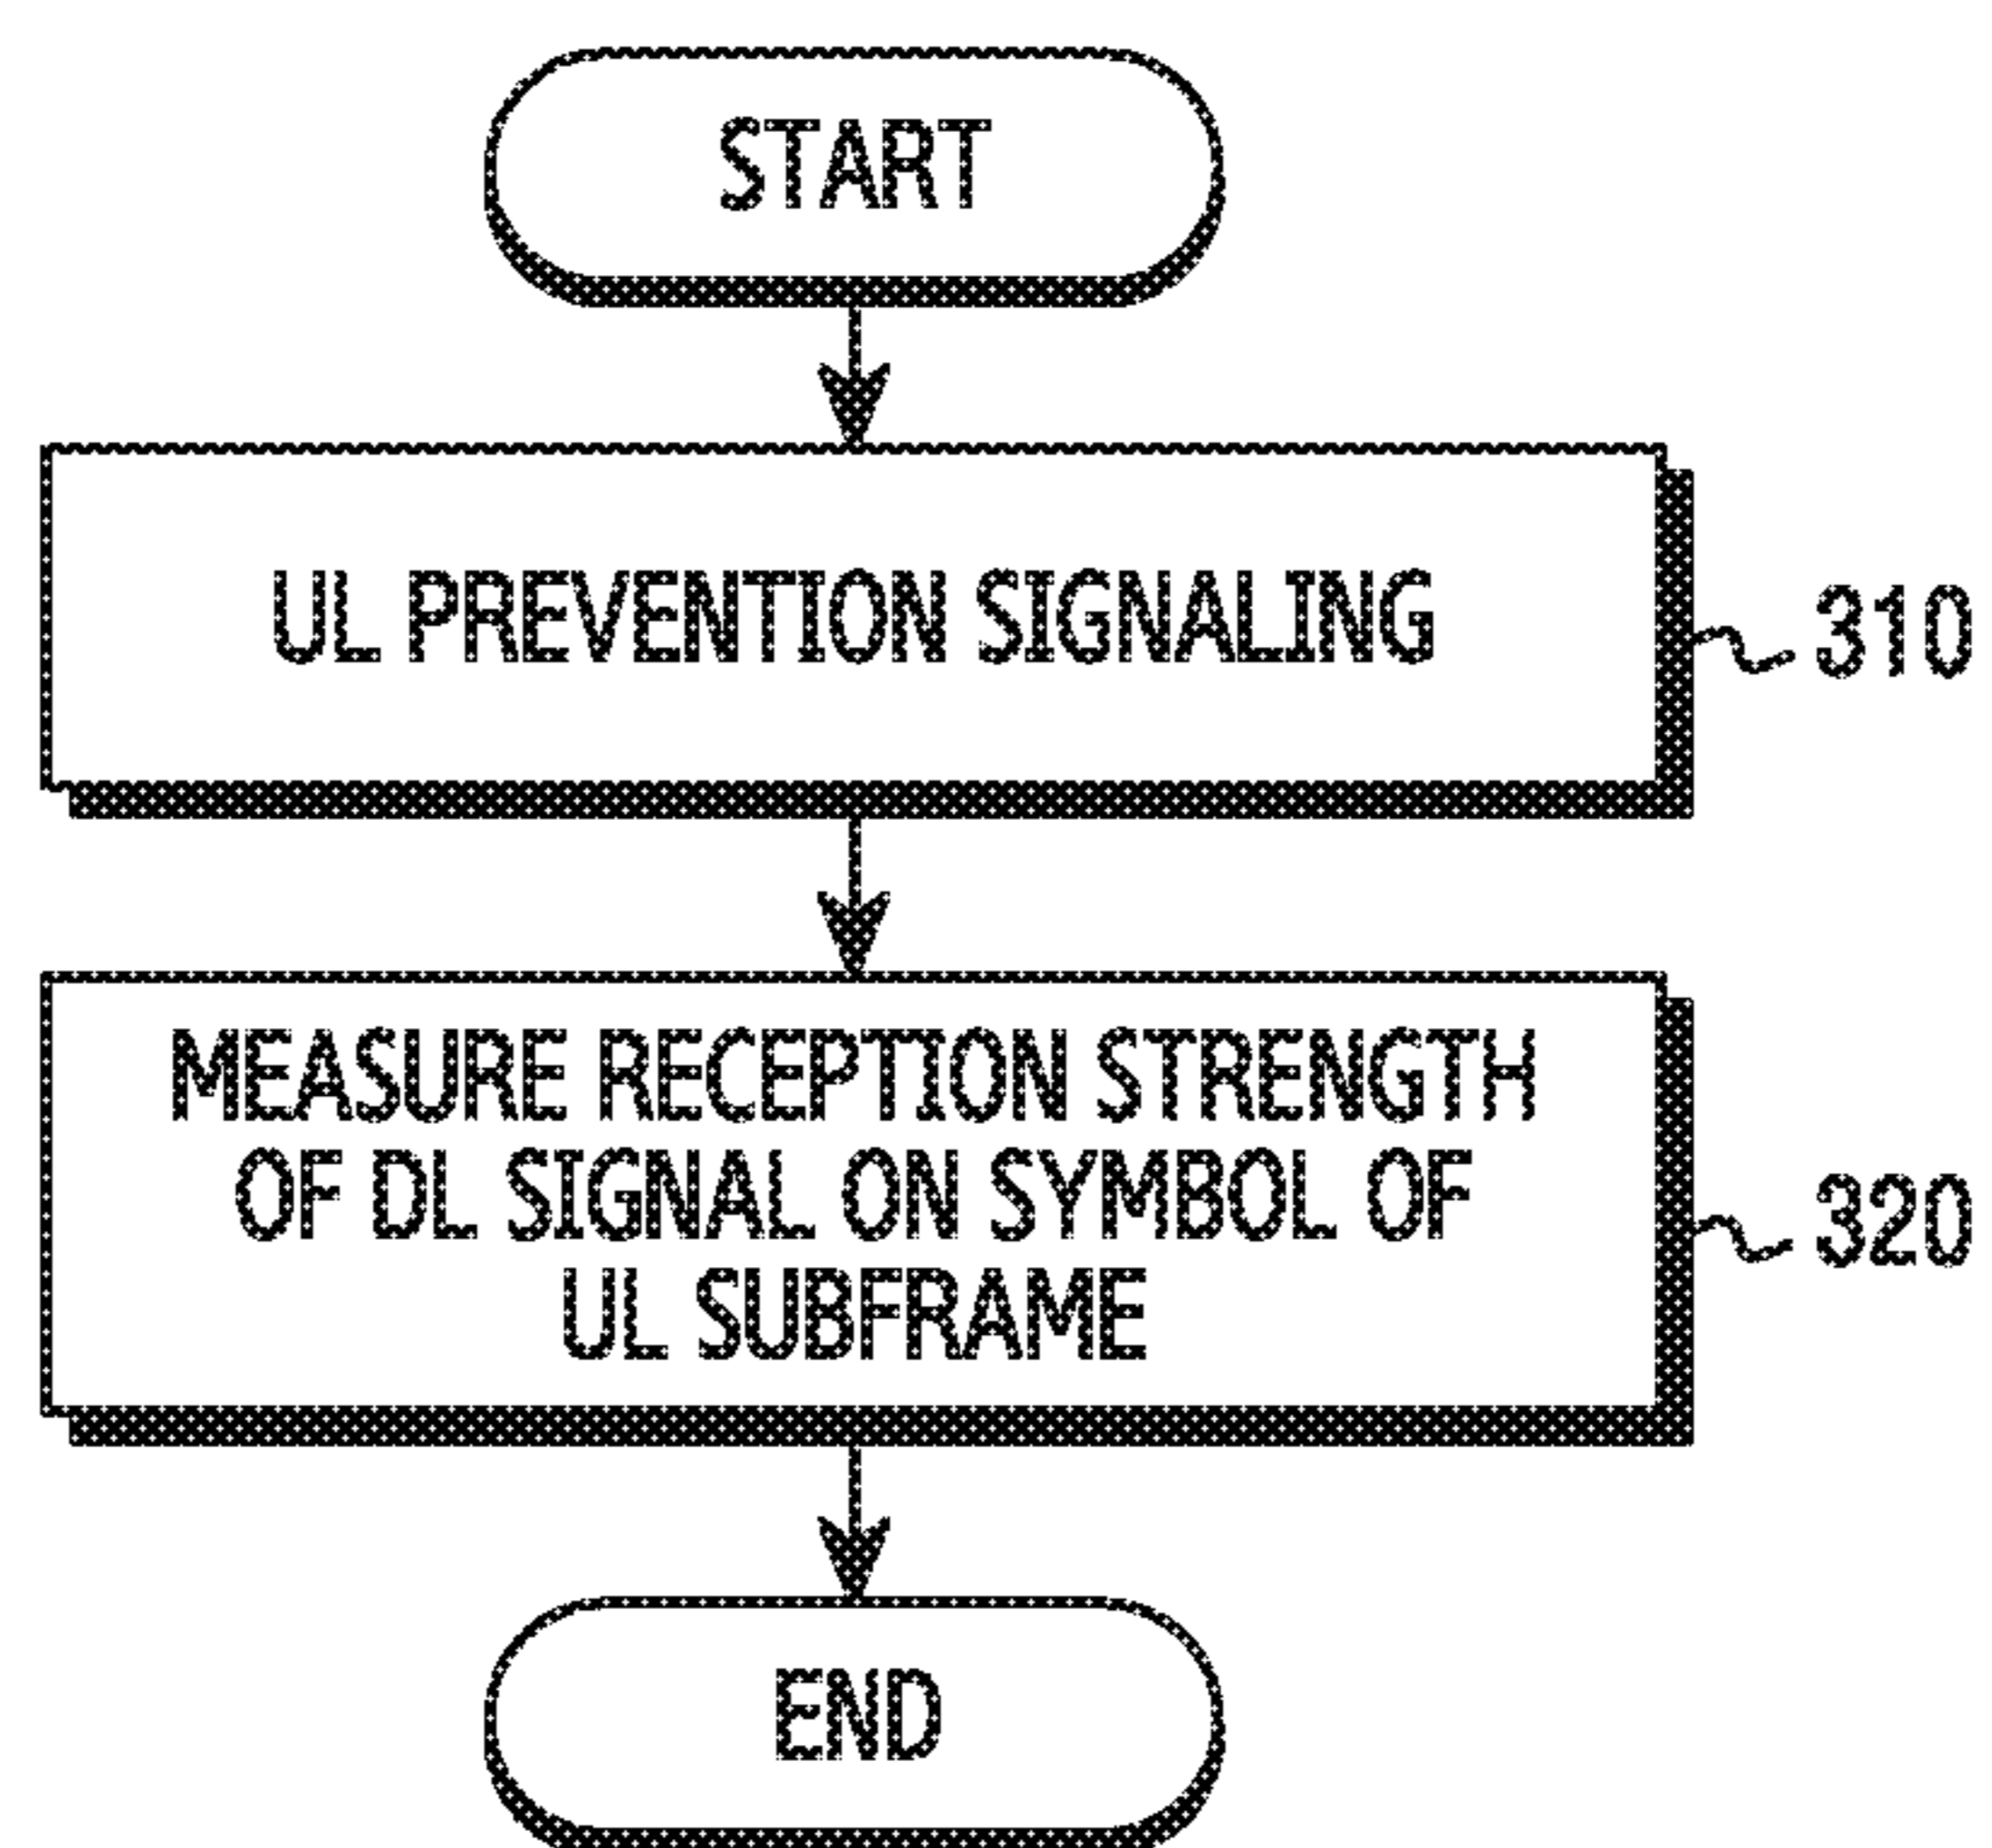 START
UL PREVENTION SIGNALING
310
MEASURE RECEPTION STRENGTH
OF DL SIGNAL ON SYMBOL OF
UL SUBFRAME
320
END